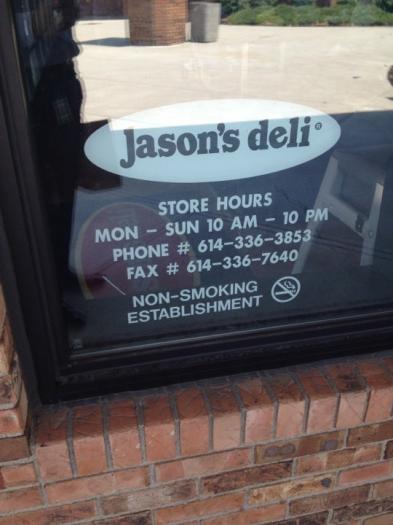 Jason's deli®
STORE HOURS
MON - SUN 10 AM - 10 PM
PHONE # 614-336-3853
FAX # 614-336-7640
NON-SMOKING
ESTABLISHMENT